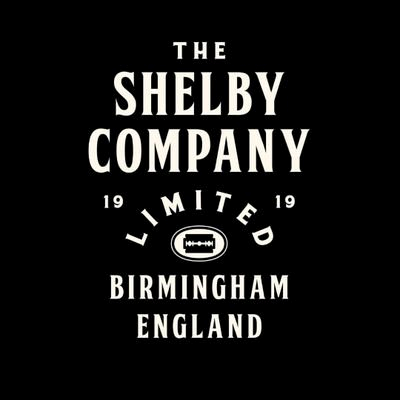 THE
SHELBY
COMPANY
19 LIMITED 19
BIRMINGHAM
ENGLAND